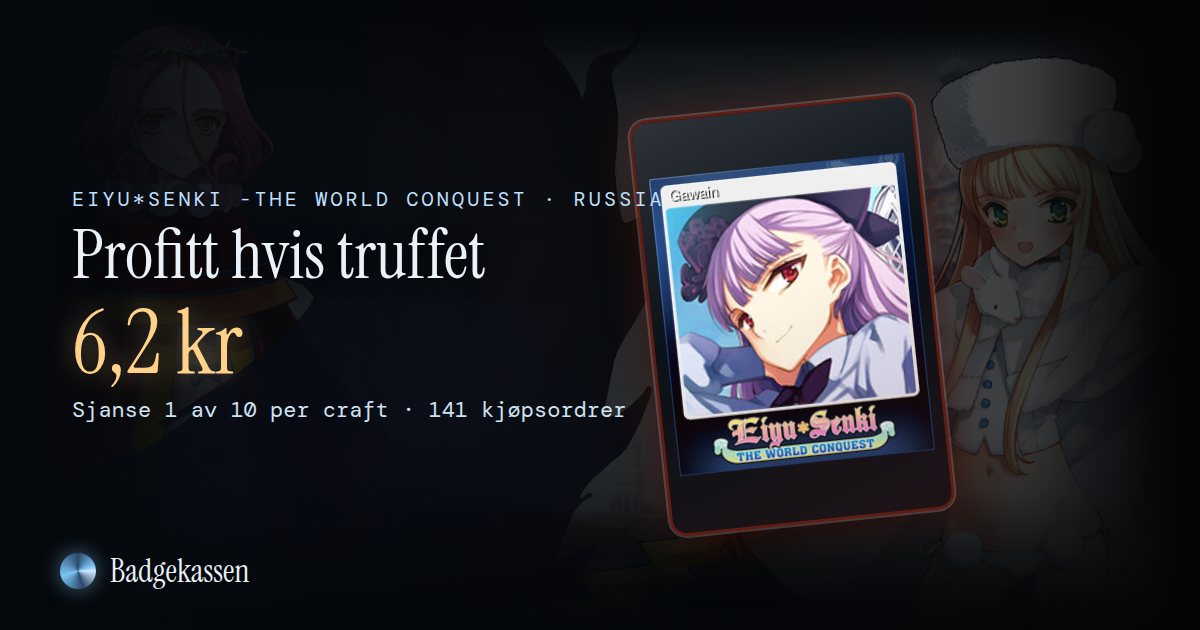 EIYU*SENKI -THE WORLD CONQUEST · RUSSIA
Profitt hvis truffet
6,2 kr
Sjanse 1 av 10 per craft · 141 kjøpsordrer
Gawain
Eiyu*Senki
THE WORLD CONQUEST
Badgekassen